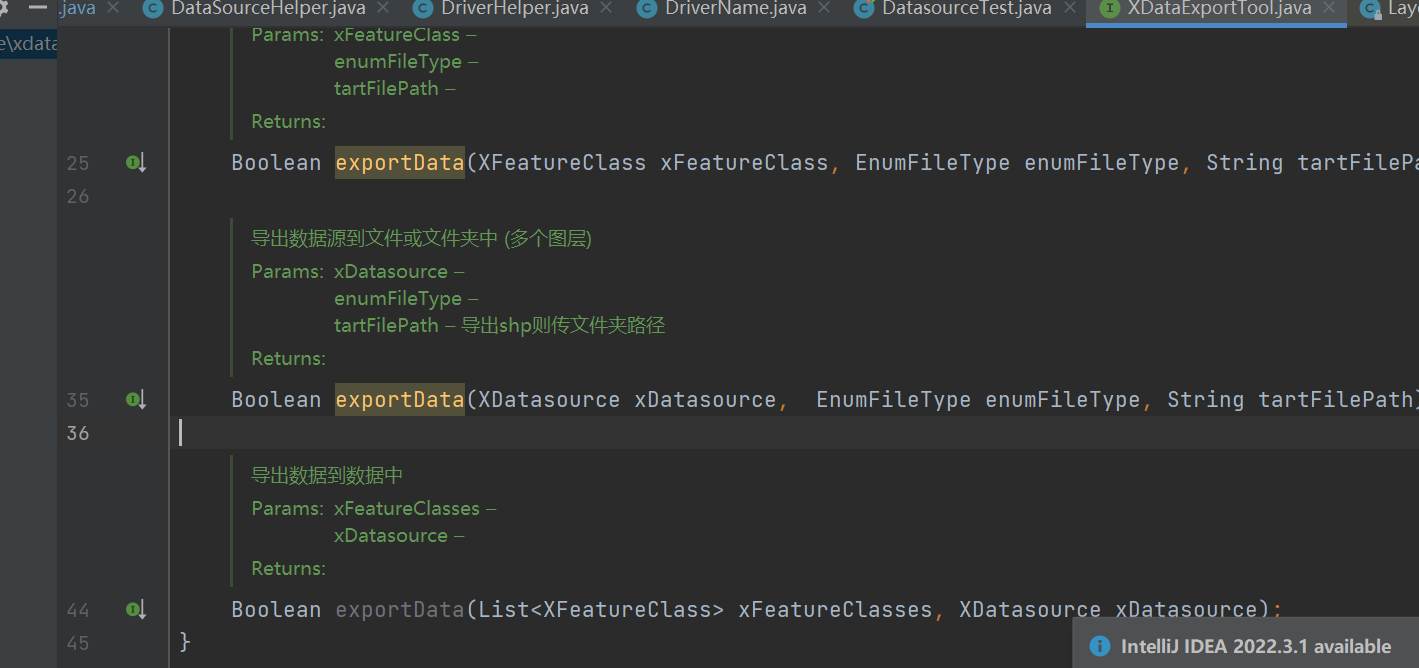 .java DataSourceHelper.java DriverHelper.java DriverName.java DatasourceTest.java XDataExportTool.java Lay
e\xdata
Params: xFeatureClass –
enumFileType –
tartFilePath –
Returns:
25 Boolean exportData(XFeatureClass xFeatureClass, EnumFileType enumFileType, String tartFilePa
26
导出数据源到文件或文件夹中 (多个图层)
Params: xDatasource –
enumFileType –
tartFilePath – 导出shp则传文件夹路径
Returns:
35 Boolean exportData(XDatasource xDatasource,  EnumFileType enumFileType, String tartFilePath)
36
导出数据到数据中
Params: xFeatureClasses –
xDatasource –
Returns:
44 Boolean exportData(List<XFeatureClass> xFeatureClasses, XDatasource xDatasource);
45 }
IntelliJ IDEA 2022.3.1 available